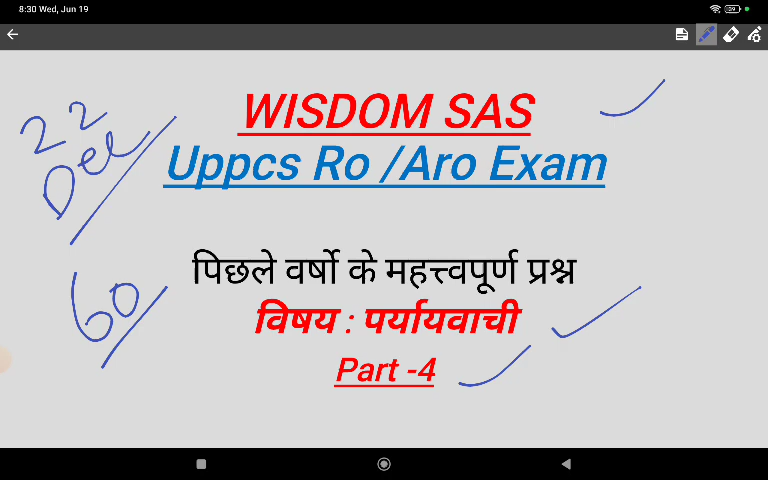 8:30 Wed, Jun 19
39
WISDOM SAS
Uppcs Ro /Aro Exam
22
Dec
पिछले वर्षो के महत्त्वपूर्ण प्रश्न
60
विषय : पर्यायवाची
Part -4